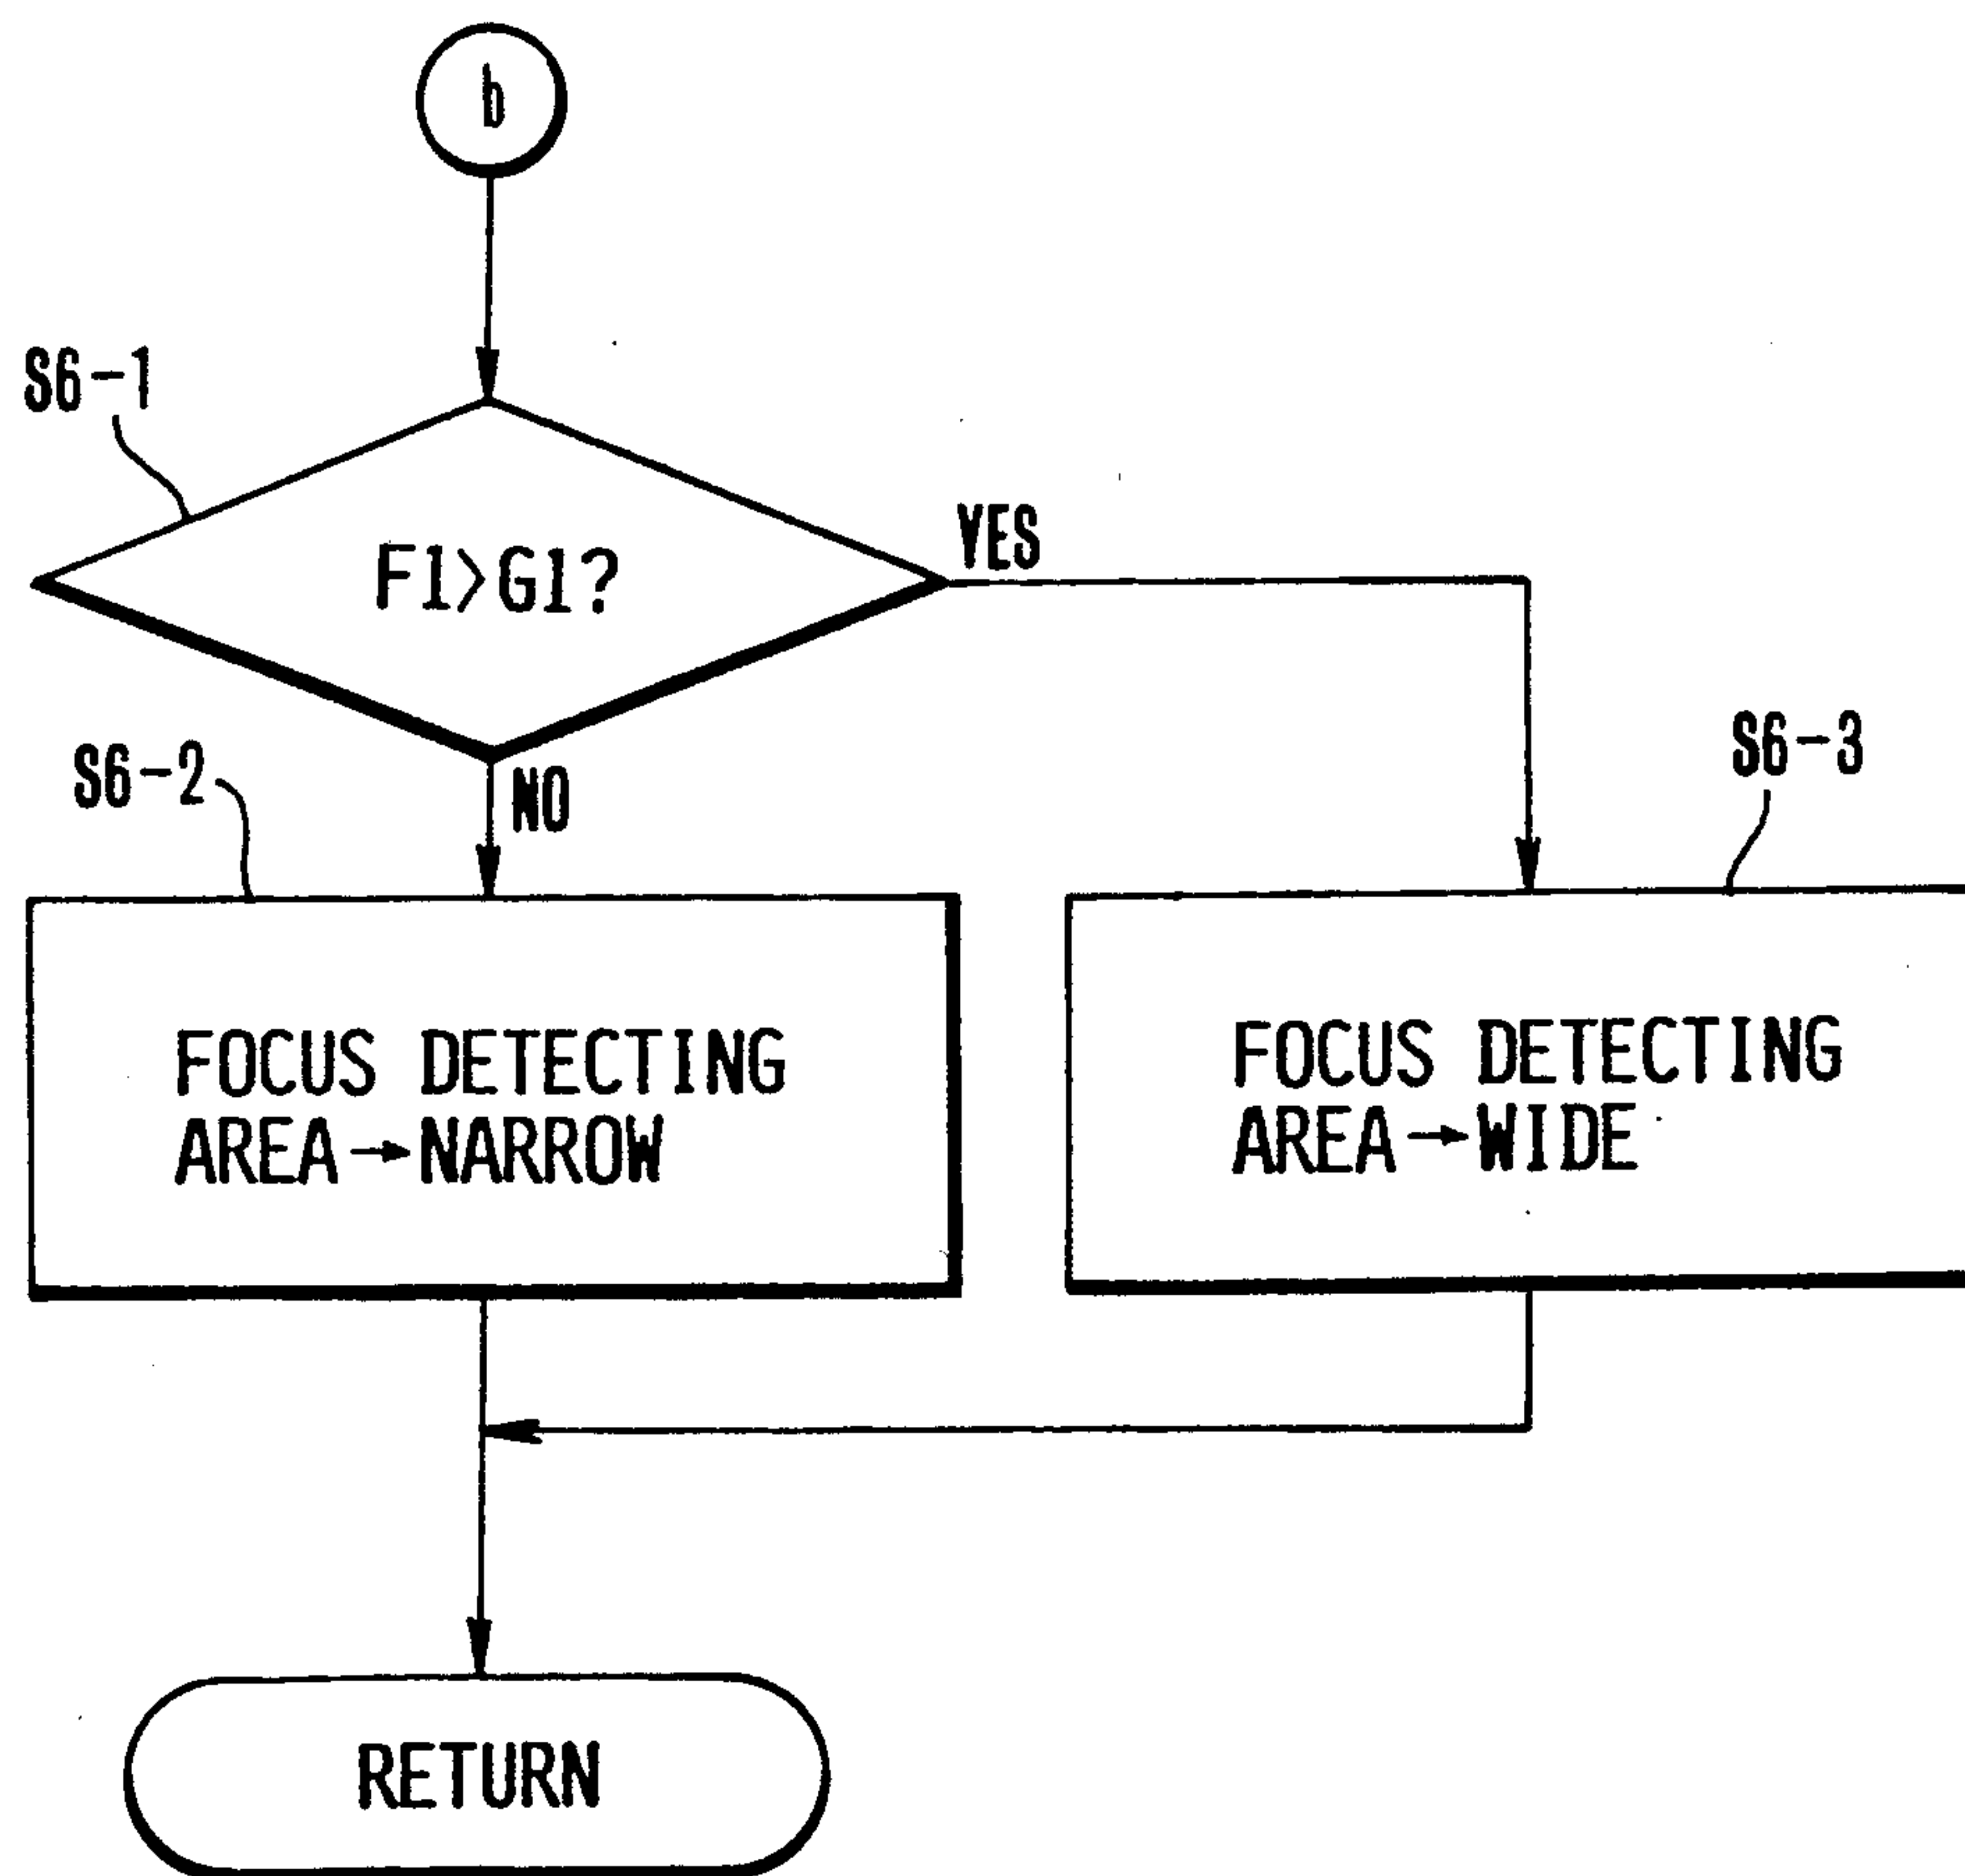 b
S6-1
F1>G1?
YES
S6-2
NO
S6-3
FOCUS DETECTING
AREA→NARROW
FOCUS DETECTING
AREA→WIDE
RETURN